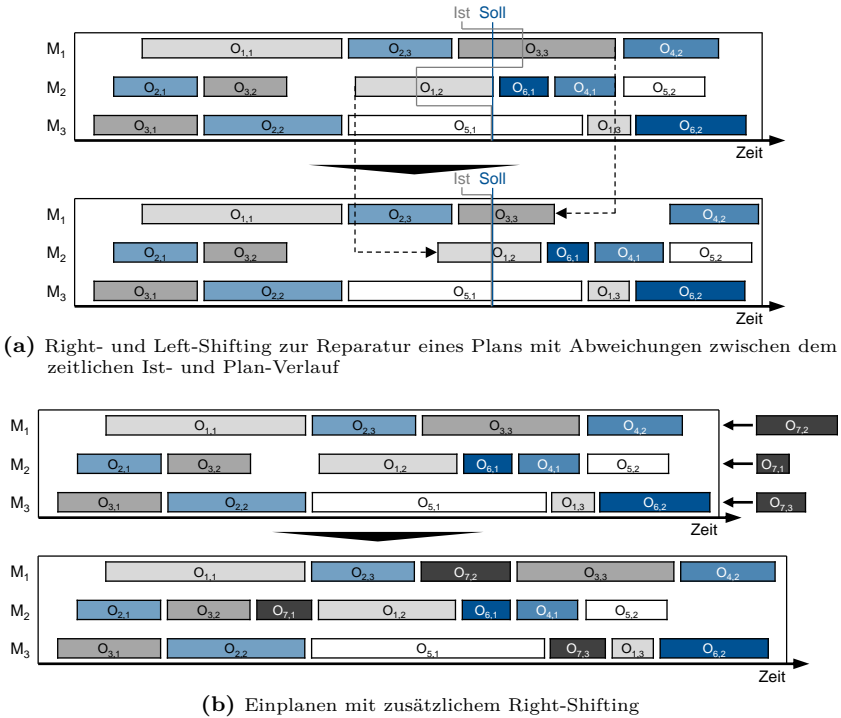 Ist Soll
M1 O1,1 O2,3 O3,3 O4,2
M2 O2,1 O3,2 O1,2 O6,1 O4,1 O5,2
M3 O3,1 O2,2 O5,1 O1,3 O6,2
Zeit
Ist Soll
M1 O1,1 O2,3 O3,3 O4,2
M2 O2,1 O3,2 O1,2 O6,1 O4,1 O5,2
M3 O3,1 O2,2 O5,1 O1,3 O6,2
Zeit
(a) Right- und Left-Shifting zur Reparatur eines Plans mit Abweichungen zwischen dem
zeitlichen Ist- und Plan-Verlauf
M1 O1,1 O2,3 O3,3 O4,2 O7,2
M2 O2,1 O3,2 O1,2 O6,1 O4,1 O5,2 O7,1
M3 O3,1 O2,2 O5,1 O1,3 O6,2 O7,3
Zeit
M1 O1,1 O2,3 O7,2 O3,3 O4,2
M2 O2,1 O3,2 O7,1 O1,2 O6,1 O4,1 O5,2
M3 O3,1 O2,2 O5,1 O7,3 O1,3 O6,2
Zeit
(b) Einplanen mit zusätzlichem Right-Shifting